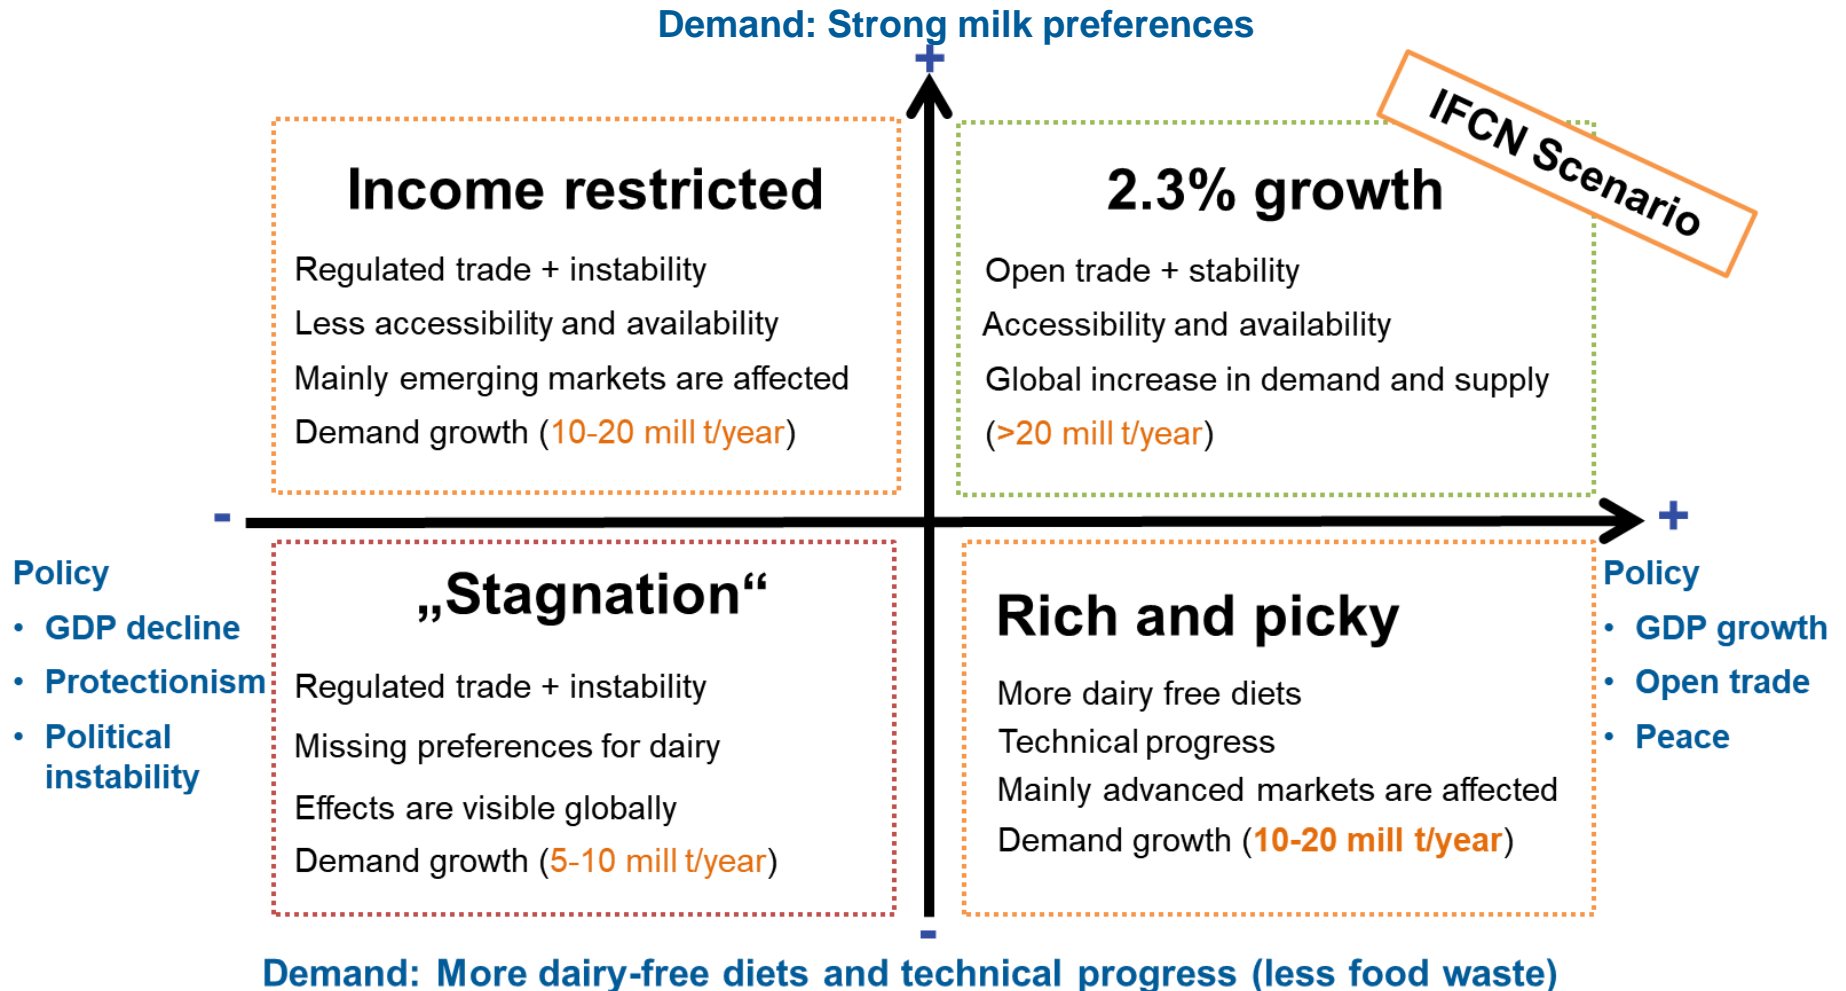 Demand: Strong milk preferences
+
IFCN Scenario
Income restricted
Regulated trade + instability
Less accessibility and availability
Mainly emerging markets are affected
Demand growth (10-20 mill t/year)
2.3% growth
Open trade + stability
Accessibility and availability
Global increase in demand and supply
(>20 mill t/year)
-
+
Policy
• GDP decline
• Protectionism
• Political
instability
„Stagnation“
Regulated trade + instability
Missing preferences for dairy
Effects are visible globally
Demand growth (5-10 mill t/year)
Rich and picky
More dairy free diets
Technical progress
Mainly advanced markets are affected
Demand growth (10-20 mill t/year)
Policy
• GDP growth
• Open trade
• Peace
-
Demand: More dairy-free diets and technical progress (less food waste)